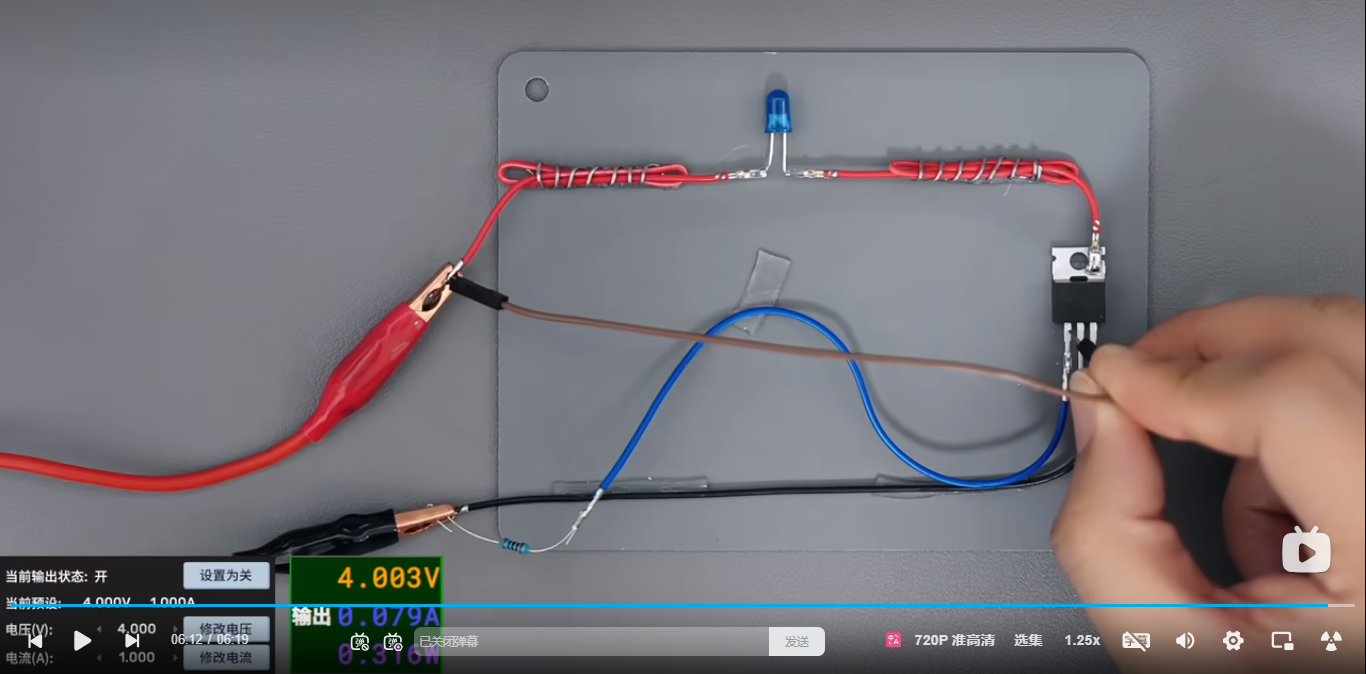 当前输出状态: 开
设置为关
当前预设: 4.000V 1.000A
电压(V): 4.000
修改电压
电流(A): 1.000
修改电流
4.003V
输出 0.079A
0.316W
06:12 / 06:19
已关闭弹幕
发送
720P 准高清
选集
1.25x